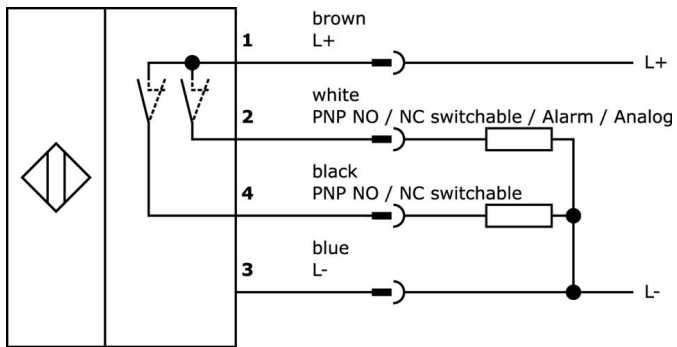 brown
1 L+ L+
white
2 PNP NO / NC switchable / Alarm / Analog
black
4 PNP NO / NC switchable
blue
3 L- L-